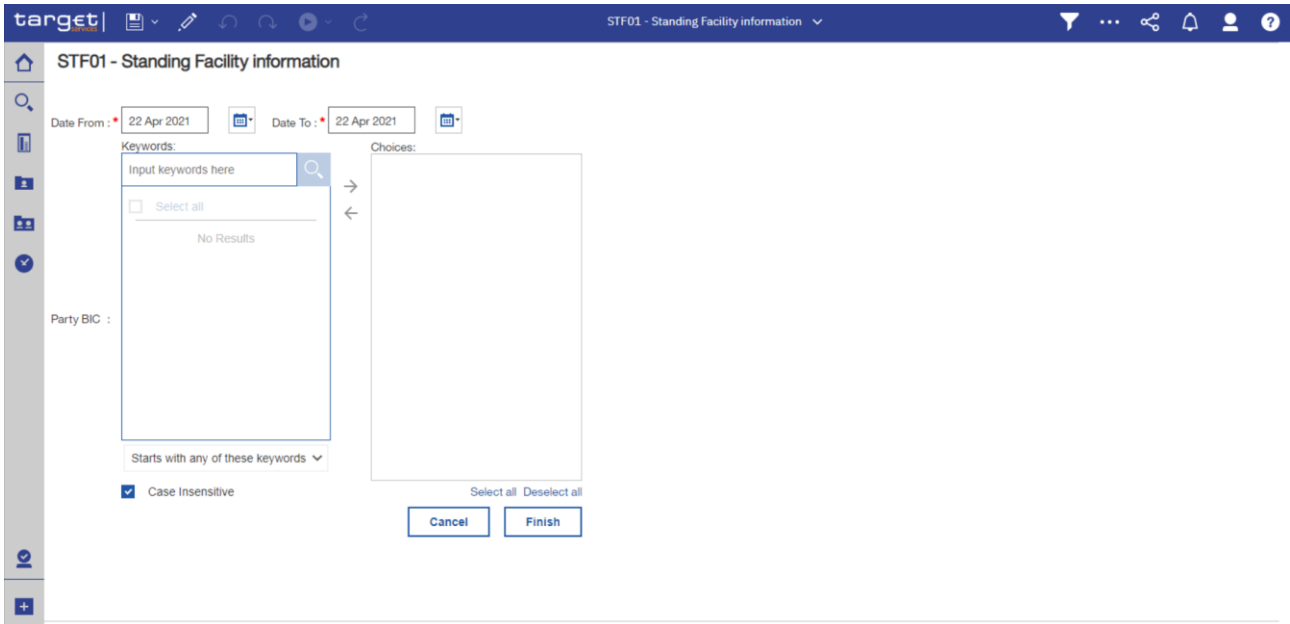 target| STF01 - Standing Facility information
services
STF01 - Standing Facility information
Date From : * 22 Apr 2021 Date To : * 22 Apr 2021
Keywords: Choices:
Input keywords here
Select all
No Results
Party BIC :
Starts with any of these keywords
Case Insensitive Select all Deselect all
Cancel Finish